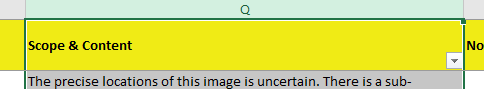 Q
Scope & Content
No
The precise locations of this image is uncertain. There is a sub-